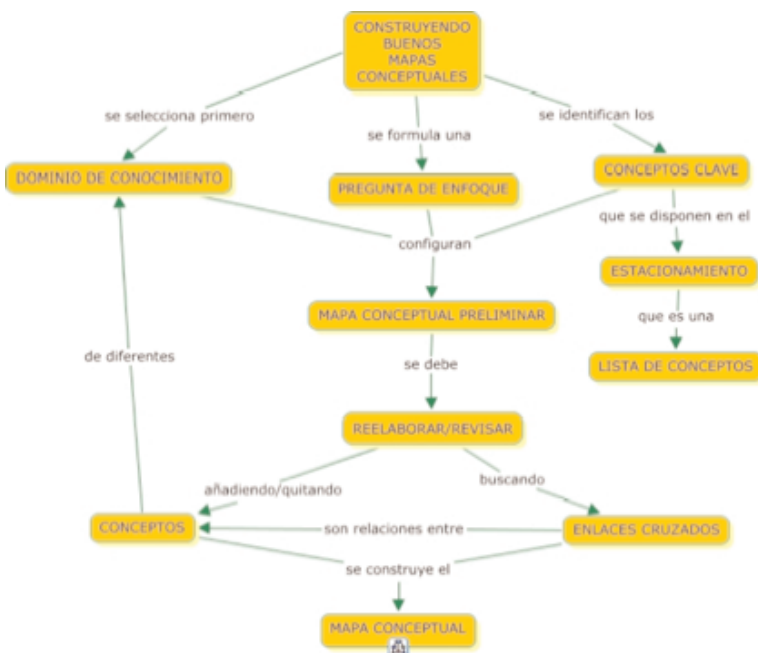 CONSTRUYENDO
BUENOS
MAPAS
CONCEPTUALES
se selecciona primero
se formula una
se identifican los
DOMINIO DE CONOCIMIENTO
PREGUNTA DE ENFOQUE
CONCEPTOS CLAVE
que se disponen en el
configuran
ESTACIONAMIENTO
MAPA CONCEPTUAL PRELIMINAR
que es una
de diferentes
se debe
LISTA DE CONCEPTOS
REELABORAR/REVISAR
añadiendo/quitando
buscando
CONCEPTOS
son relaciones entre
ENLACES CRUZADOS
se construye el
MAPA CONCEPTUAL